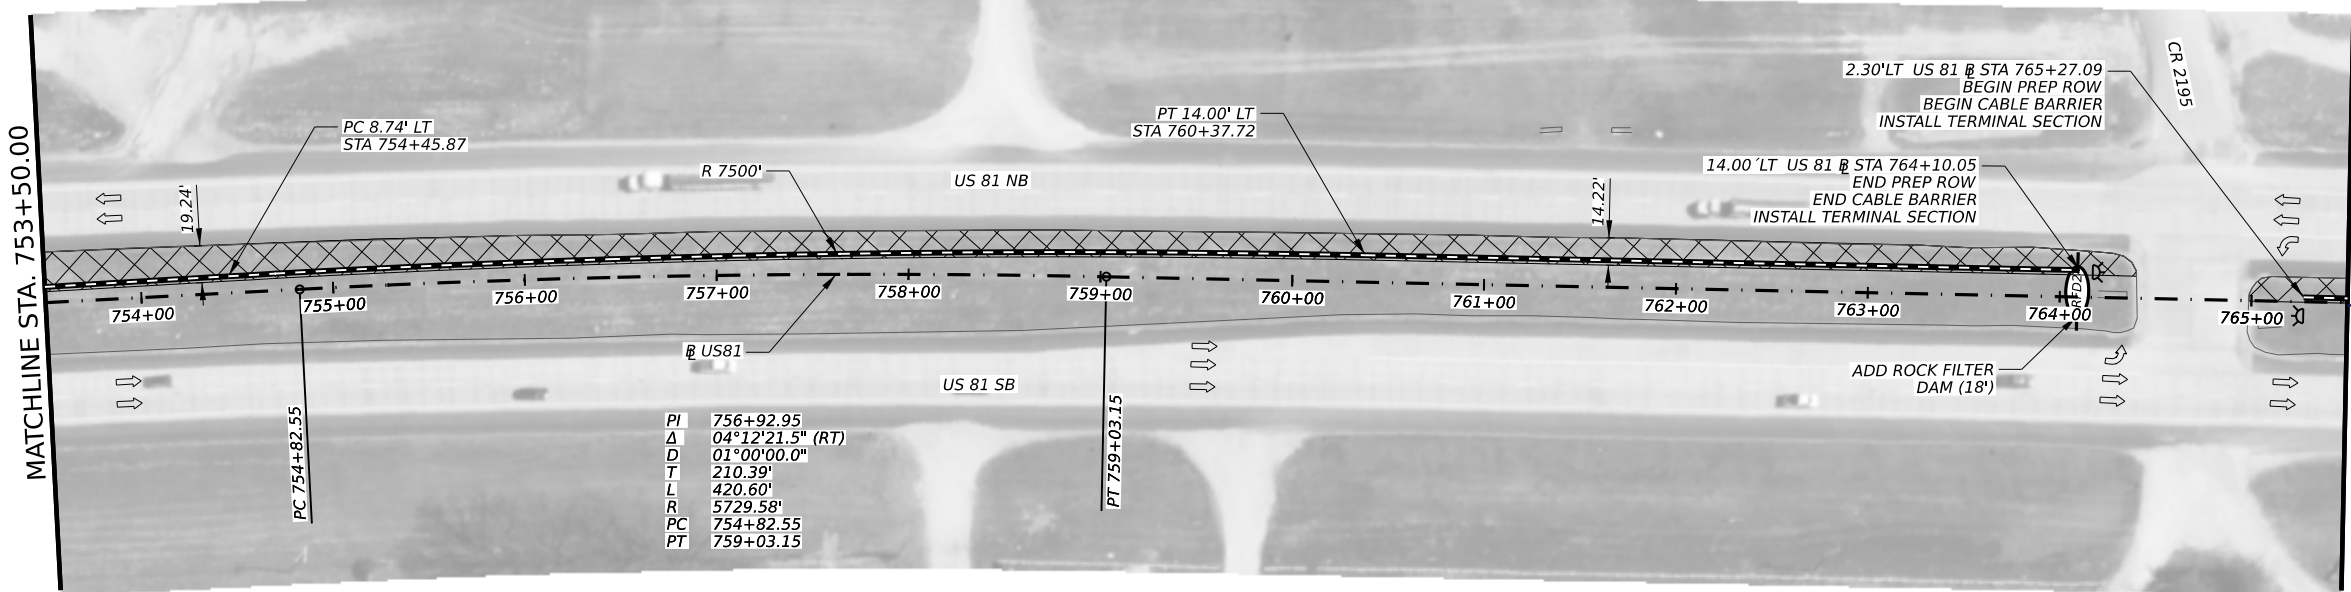 MATCHLINE STA. 753+50.00
PC 8.74' LT
STA 754+45.87
19.24'
R 7500'
US 81 NB
PT 14.00' LT
STA 760+37.72
14.22'
2.30'LT US 81 ⅊ STA 765+27.09
BEGIN PREP ROW
BEGIN CABLE BARRIER
INSTALL TERMINAL SECTION
CR 2195
14.00´LT US 81 ⅊ STA 764+10.05
END PREP ROW
END CABLE BARRIER
INSTALL TERMINAL SECTION
754+00
755+00
756+00
757+00
758+00
759+00
760+00
761+00
762+00
763+00
764+00
765+00
RFD2
⅊ US81
US 81 SB
ADD ROCK FILTER
DAM (18')
PC 754+82.55
PT 759+03.15
PI 756+92.95
Δ 04°12'21.5" (RT)
D 01°00'00.0"
T 210.39'
L 420.60'
R 5729.58'
PC 754+82.55
PT 759+03.15